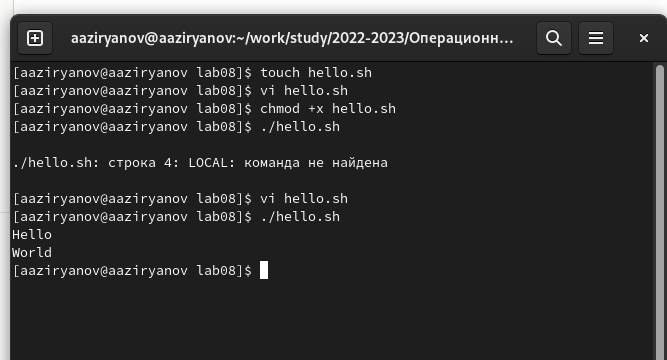 aaziryanov@aaziryanov:~/work/study/2022-2023/Операционн...
[aaziryanov@aaziryanov lab08]$ touch hello.sh
[aaziryanov@aaziryanov lab08]$ vi hello.sh
[aaziryanov@aaziryanov lab08]$ chmod +x hello.sh
[aaziryanov@aaziryanov lab08]$ ./hello.sh
./hello.sh: строка 4: LOCAL: команда не найдена
[aaziryanov@aaziryanov lab08]$ vi hello.sh
[aaziryanov@aaziryanov lab08]$ ./hello.sh
Hello
World
[aaziryanov@aaziryanov lab08]$